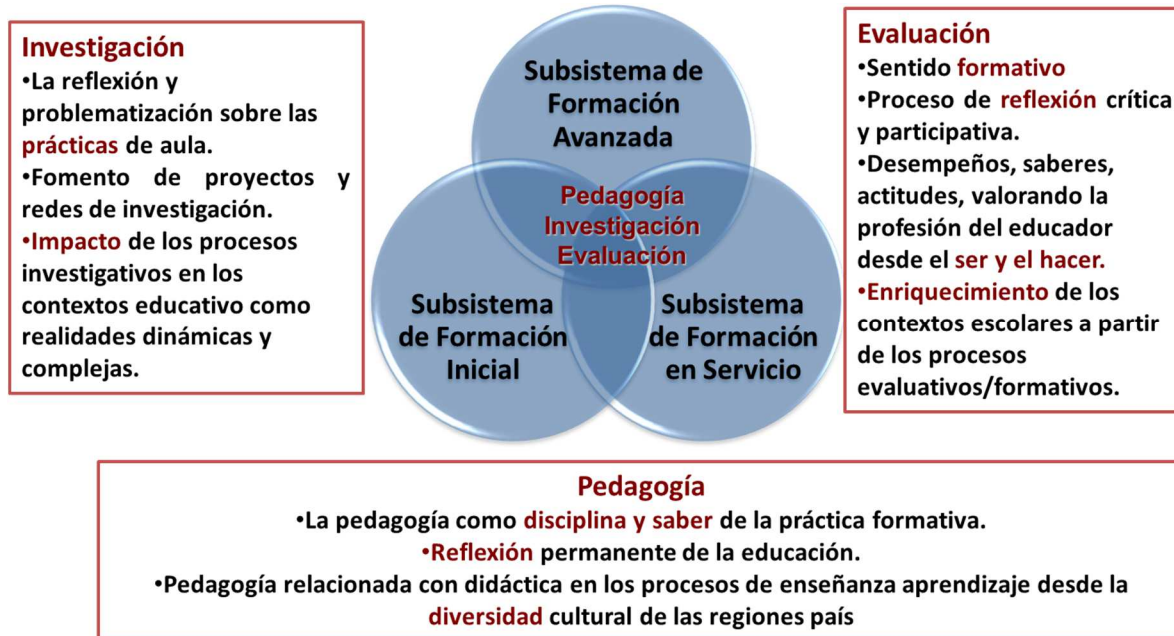 Investigación
•La reflexión y
problematización sobre las
prácticas de aula.
•Fomento de proyectos y
redes de investigación.
•Impacto de los procesos
investigativos en los
contextos educativo como
realidades dinámicas y
complejas.
Subsistema de
Formación
Avanzada
Pedagogía
Investigación
Evaluación
Subsistema
de Formación
Inicial
Subsistema
de Formación
en Servicio
Evaluación
•Sentido formativo
•Proceso de reflexión crítica
y participativa.
•Desempeños, saberes,
actitudes, valorando la
profesión del educador
desde el ser y el hacer.
•Enriquecimiento de los
contextos escolares a partir
de los procesos
evaluativos/formativos.
Pedagogía
•La pedagogía como disciplina y saber de la práctica formativa.
•Reflexión permanente de la educación.
•Pedagogía relacionada con didáctica en los procesos de enseñanza aprendizaje desde la
diversidad cultural de las regiones país